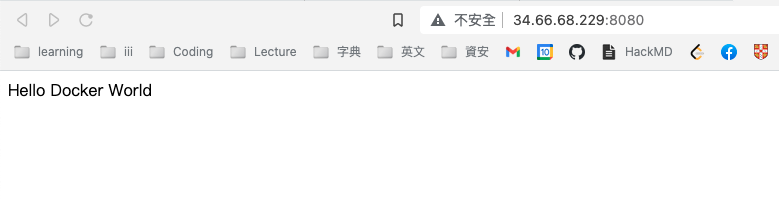 不安全 34.66.68.229:8080
learning iii Coding Lecture 字典 英文 資安 HackMD
Hello Docker World